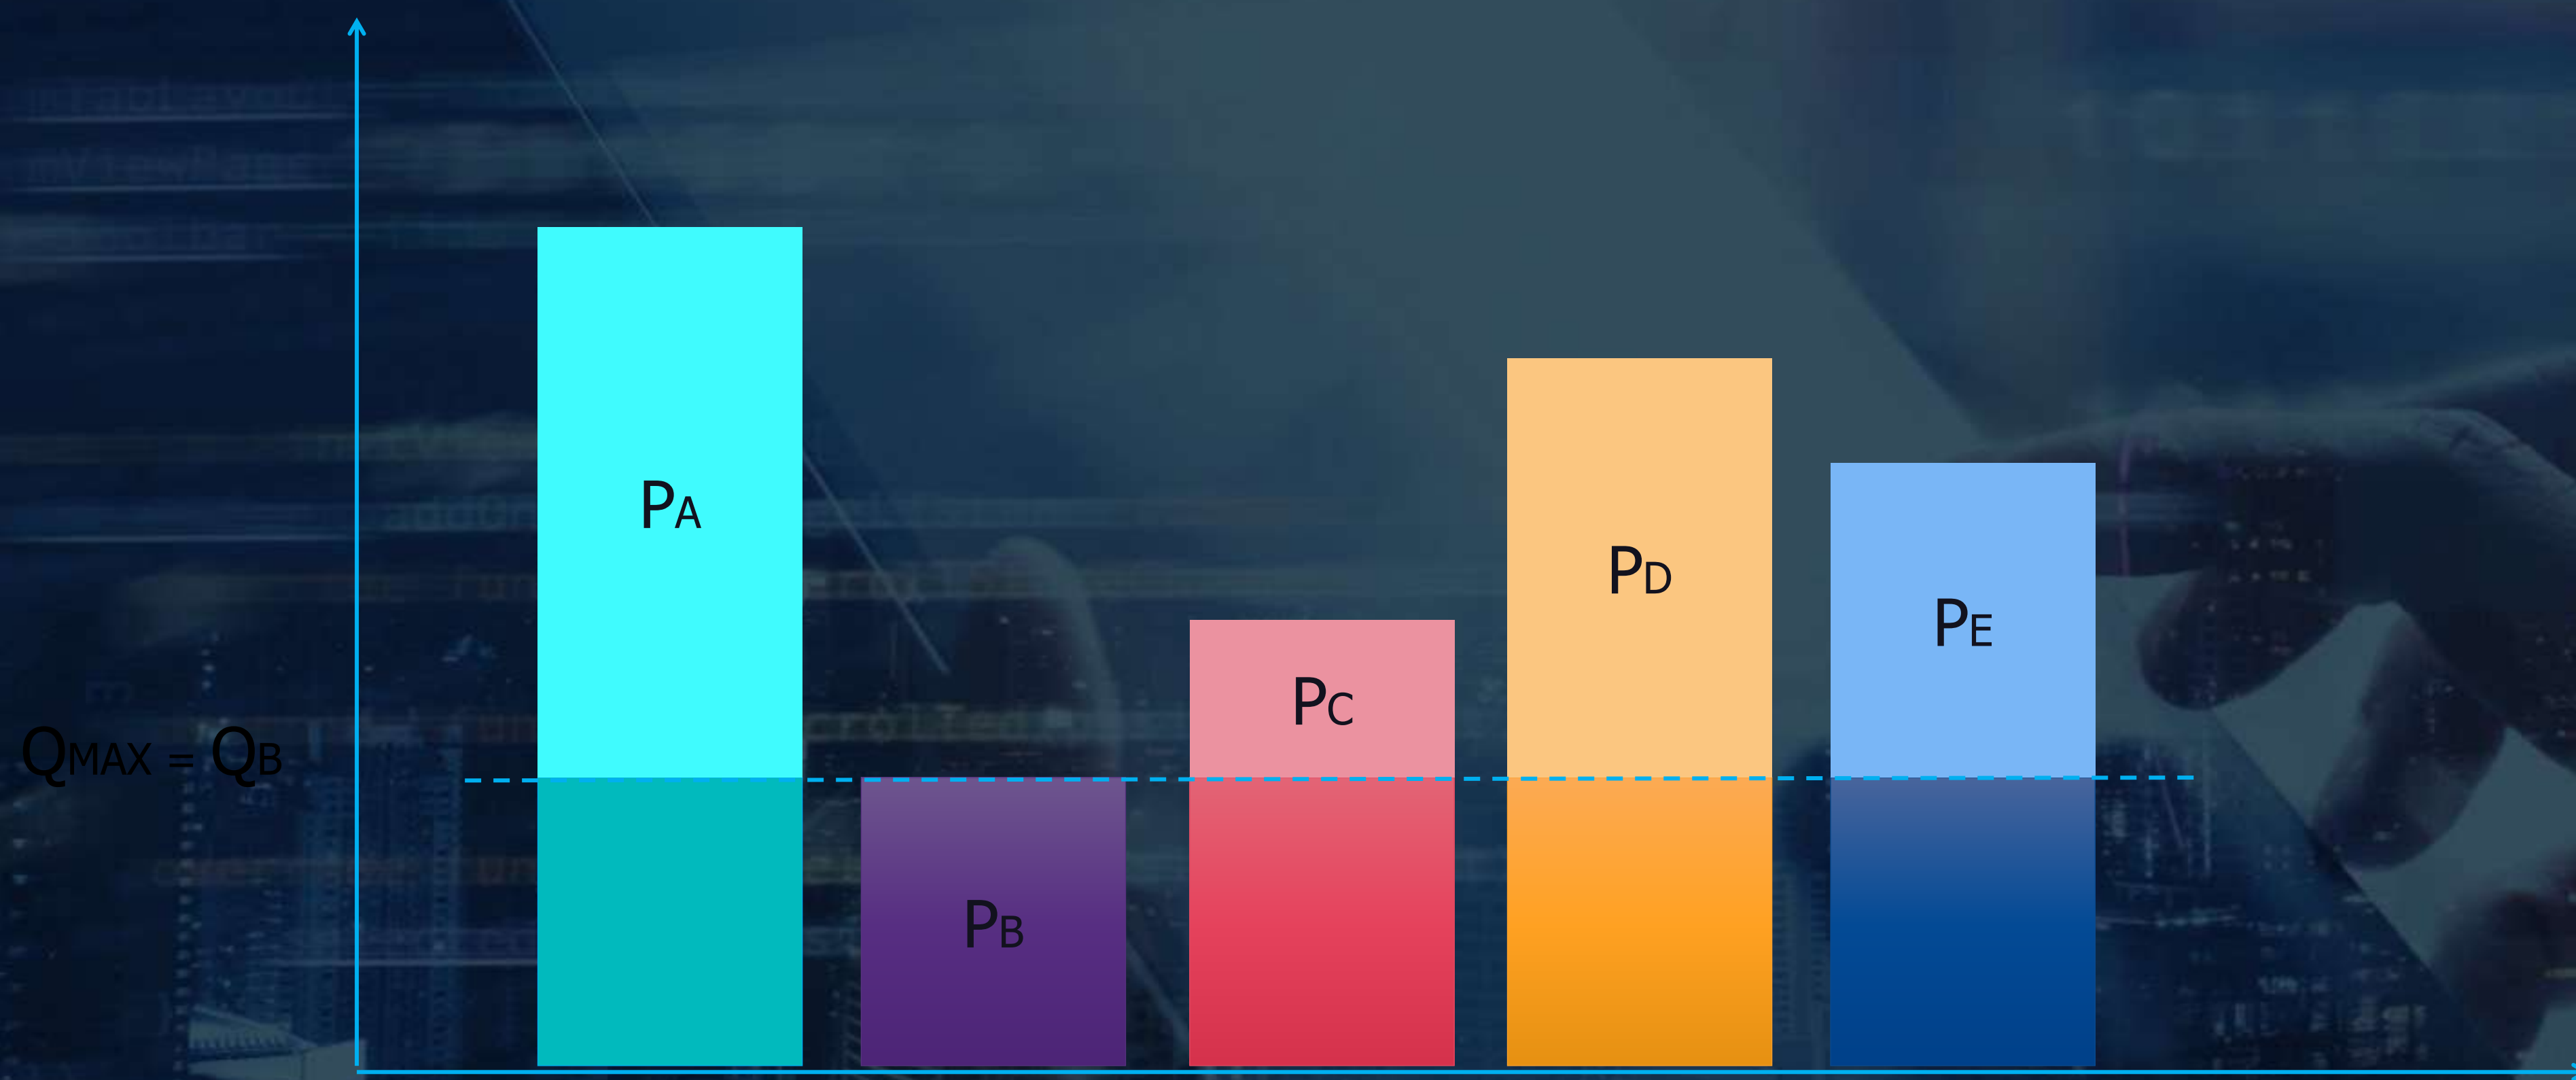 PA
PD
PE
PC
QMAX = QB
PB